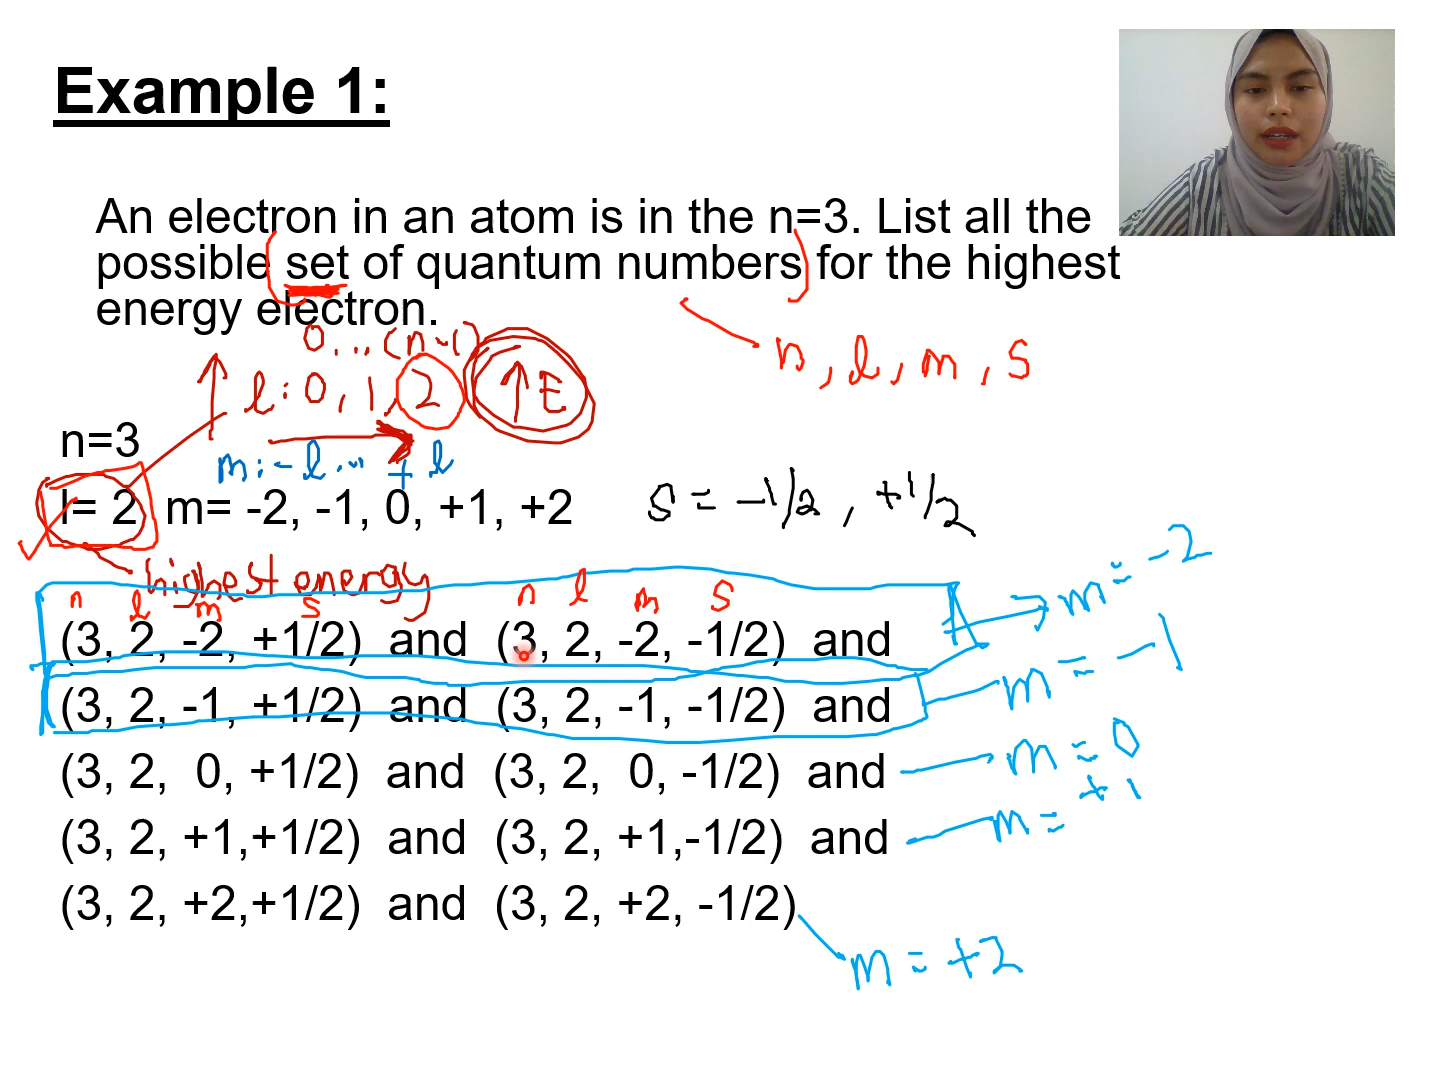 Example 1:
An electron in an atom is in the n=3. List all the
possible set of quantum numbers for the highest
energy electron.
0, ... (n-1)
n, l, m, s
l: 0, 1, 2 ↑E
n=3
m: -l ... +l
l= 2 m= -2, -1, 0, +1, +2 s = -1/2, +1/2
highest energy
m = -2
n l m s n l m s
(3, 2, -2, +1/2) and (3, 2, -2, -1/2) and
m = -1
(3, 2, -1, +1/2) and (3, 2, -1, -1/2) and
(3, 2, 0, +1/2) and (3, 2, 0, -1/2) and m = 0
(3, 2, +1,+1/2) and (3, 2, +1,-1/2) and m = +1
(3, 2, +2,+1/2) and (3, 2, +2, -1/2)
m = +2